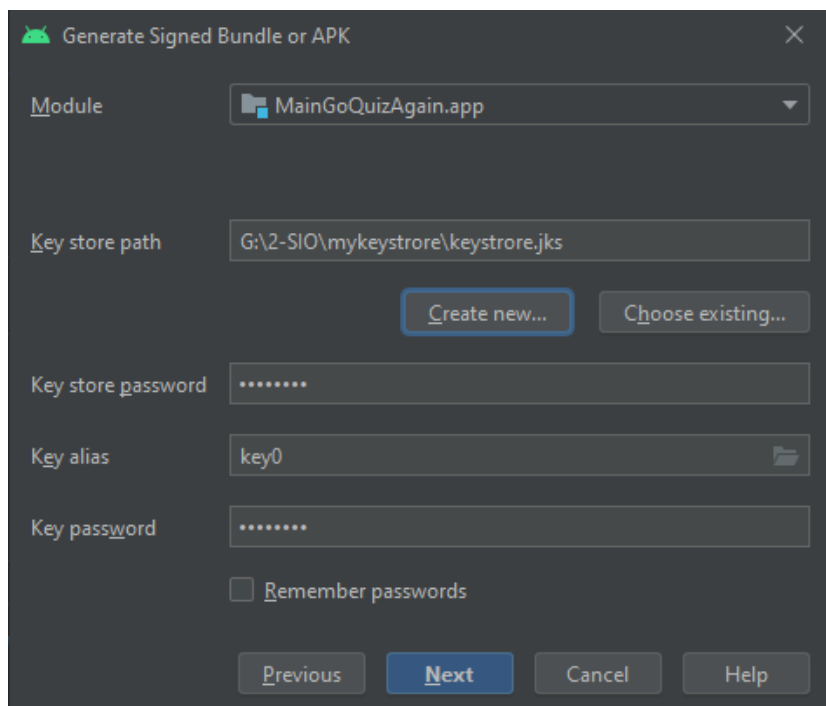 Generate Signed Bundle or APK
Module
MainGoQuizAgain.app
Key store path
G:\2-SIO\mykeystrore\keystrore.jks
Create new...
Choose existing...
Key store password
••••••••
Key alias
key0
Key password
••••••••
Remember passwords
Previous
Next
Cancel
Help